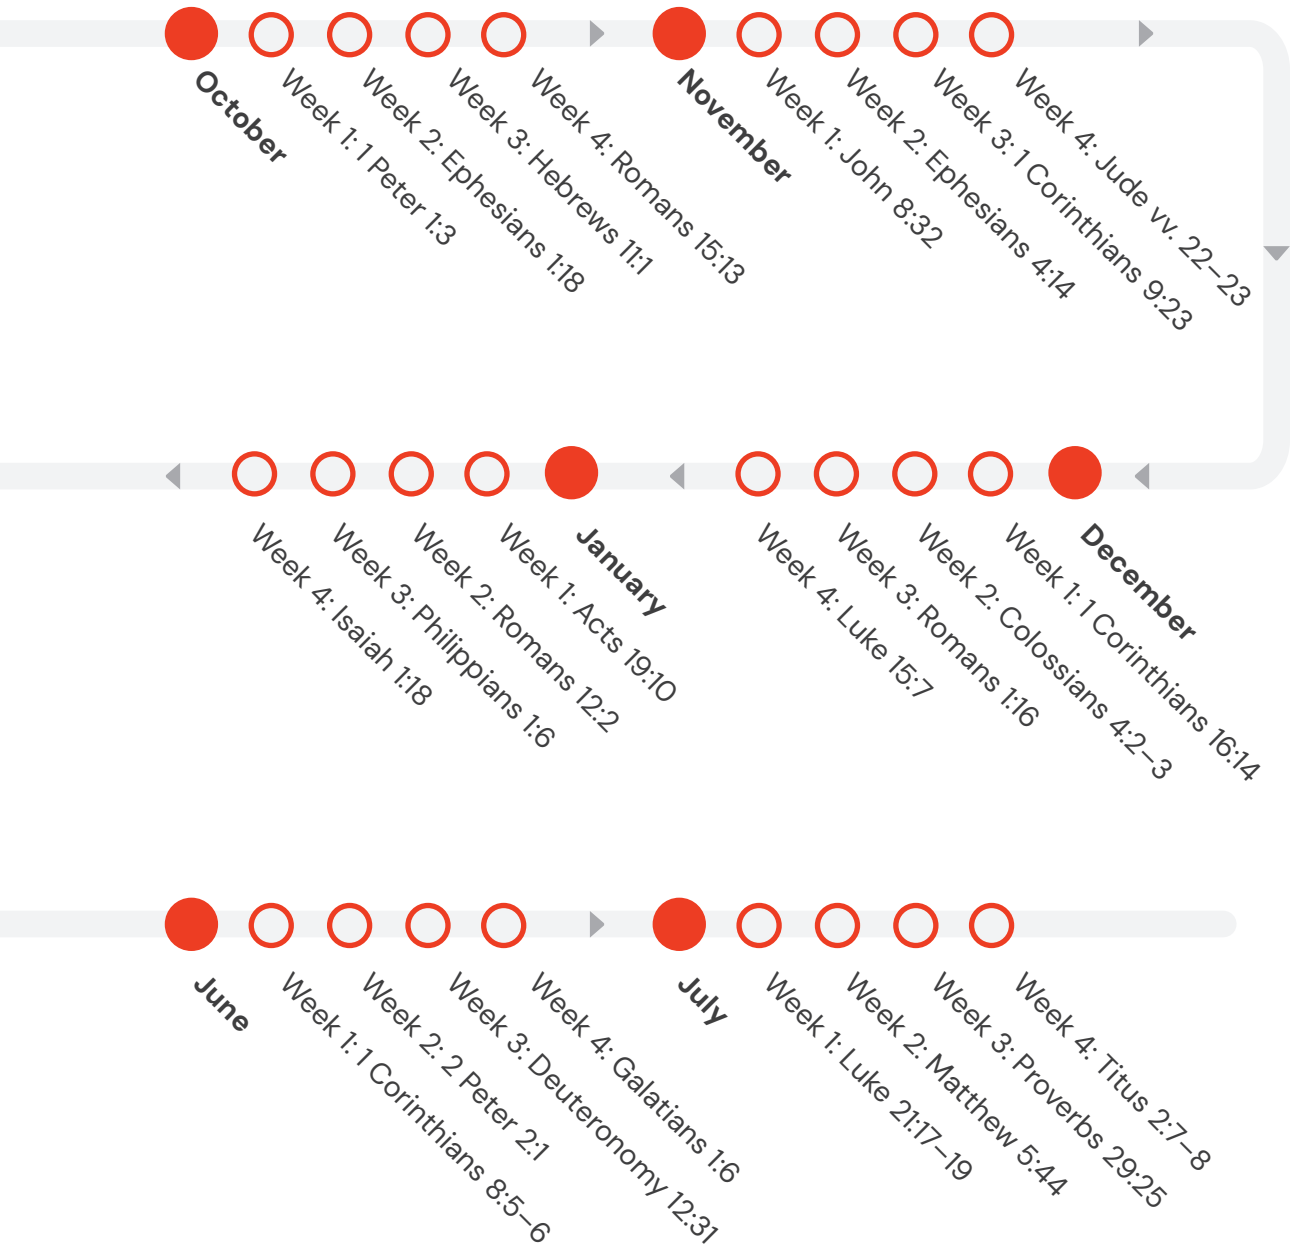 October
Week 1: 1 Peter 1:3
Week 2: Ephesians 1:18
Week 3: Hebrews 11:1
Week 4: Romans 15:13
November
Week 1: John 8:32
Week 2: Ephesians 4:14
Week 3: 1 Corinthians 9:23
Week 4: Jude vv. 22–23
Week 4: Isaiah 1:18
Week 3: Philippians 1:6
Week 2: Romans 12:2
Week 1: Acts 19:10
January
Week 4: Luke 15:7
Week 3: Romans 1:16
Week 2: Colossians 4:2–3
Week 1: 1 Corinthians 16:14
December
June
Week 1: 1 Corinthians 8:5–6
Week 2: 2 Peter 2:1
Week 3: Deuteronomy 12:31
Week 4: Galatians 1:6
July
Week 1: Luke 21:17–19
Week 2: Matthew 5:44
Week 3: Proverbs 29:25
Week 4: Titus 2:7–8